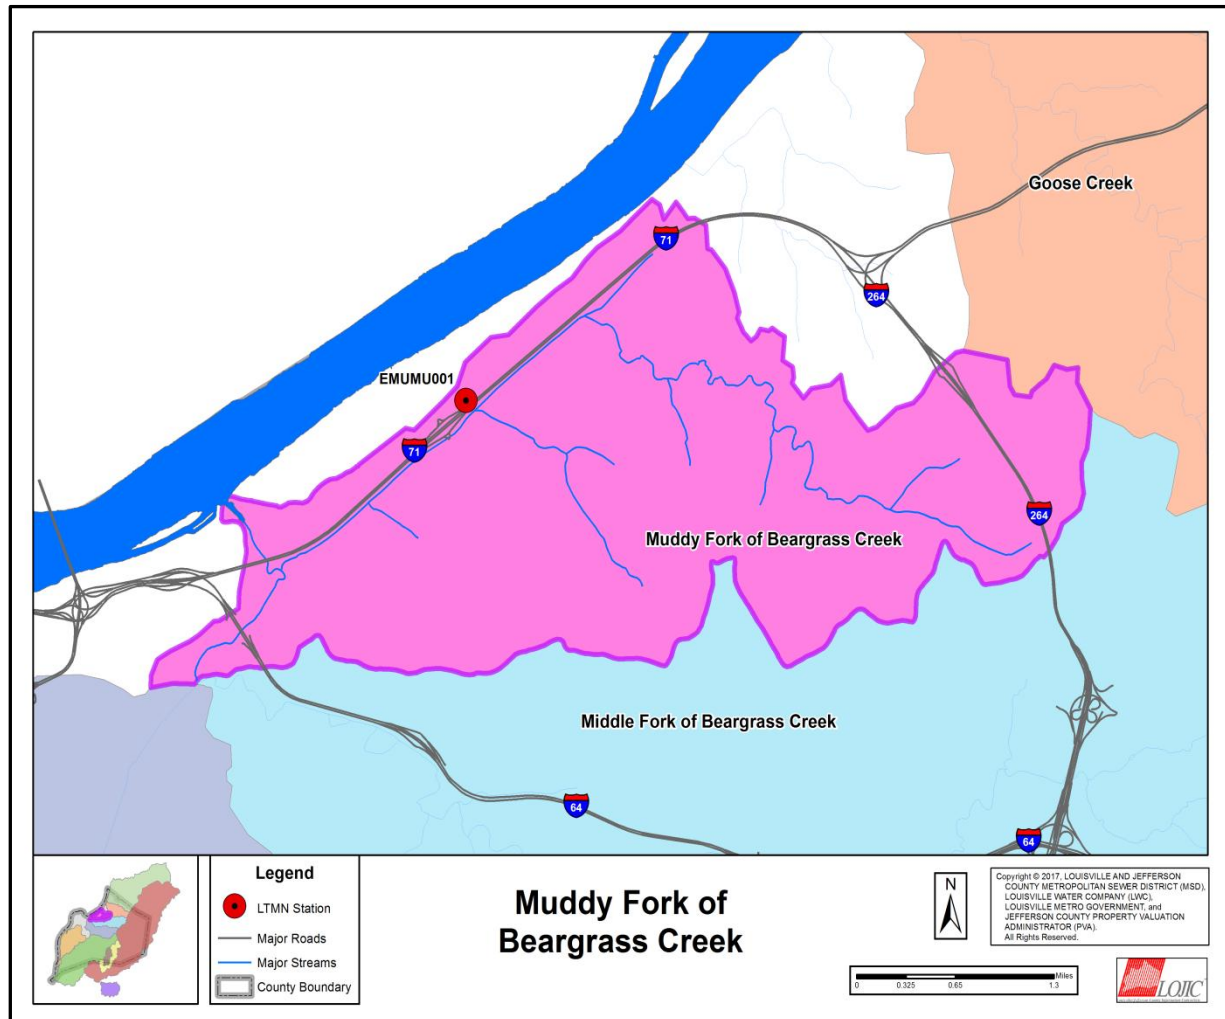 Goose Creek
71
264
EMUMU001
71
264
Muddy Fork of Beargrass Creek
Middle Fork of Beargrass Creek
64
64
Legend
LTMN Station
Major Roads
Major Streams
County Boundary
Muddy Fork of
Beargrass Creek
N
Copyright © 2017, LOUISVILLE AND JEFFERSON
COUNTY METROPOLITAN SEWER DISTRICT (MSD),
LOUISVILLE WATER COMPANY (LWC),
LOUISVILLE METRO GOVERNMENT, and
JEFFERSON COUNTY PROPERTY VALUATION
ADMINISTRATOR (PVA).
All Rights Reserved.
Miles
0 0.325 0.65 1.3
LOJIC